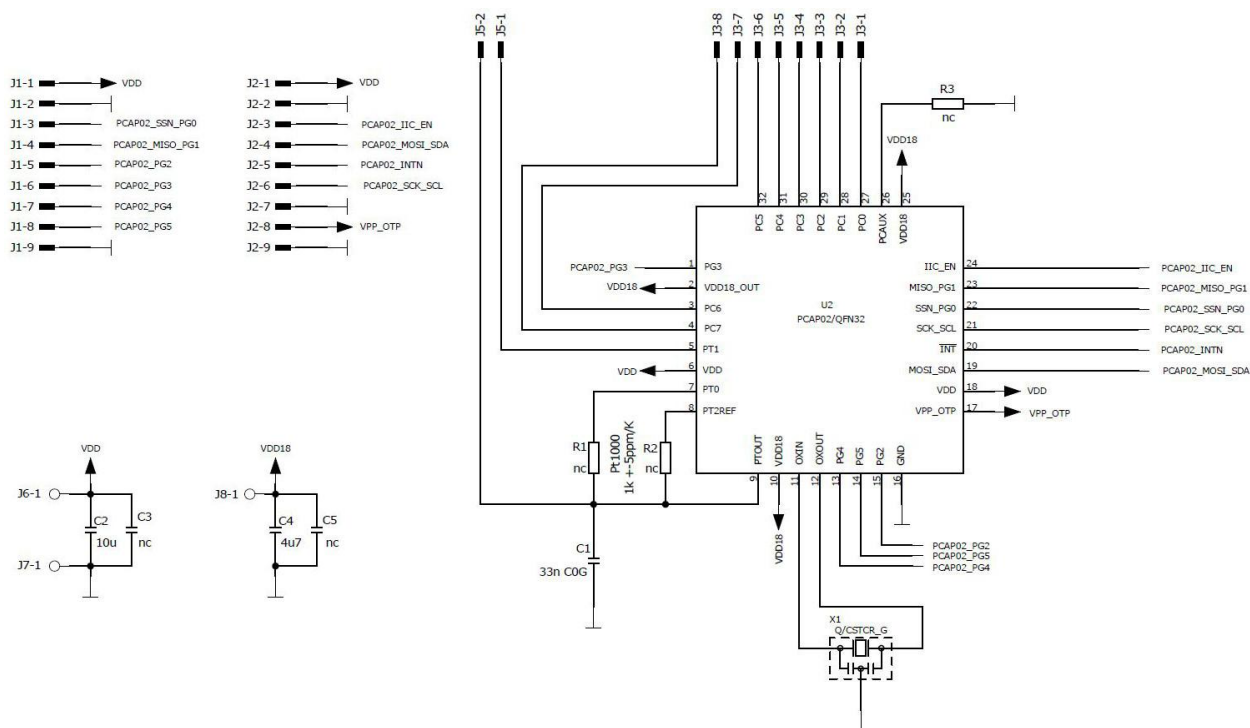 J5-2
J5-1
J3-8
J3-7
J3-6
J3-5
J3-4
J3-3
J3-2
J3-1
J1-1 VDD
J1-2
J1-3 PCAP02_SSN_PG0
J1-4 PCAP02_MISO_PG1
J1-5 PCAP02_PG2
J1-6 PCAP02_PG3
J1-7 PCAP02_PG4
J1-8 PCAP02_PG5
J1-9
J2-1 VDD
J2-2
J2-3 PCAP02_IIC_EN
J2-4 PCAP02_MOSI_SDA
J2-5 PCAP02_INTN
J2-6 PCAP02_SCK_SCL
J2-7
J2-8 VPP_OTP
J2-9
R3
nc
VDD18
32 31 30 29 28 27 26 25
PC5 PC4 PC3 PC2 PC1 PC0 PCAUX VDD18
PCAP02_PG3 1 PG3
VDD18 2 VDD18_OUT
3 PC6
4 PC7
5 PT1
VDD 6 VDD
7 PT0
8 PT2REF
U2
PCAP02/QFN32
IIC_EN 24 PCAP02_IIC_EN
MISO_PG1 23 PCAP02_MISO_PG1
SSN_PG0 22 PCAP02_SSN_PG0
SCK_SCL 21 PCAP02_SCK_SCL
INT 20 PCAP02_INTN
MOSI_SDA 19 PCAP02_MOSI_SDA
VDD 18 VDD
VPP_OTP 17 VPP_OTP
PTOUT VDD18 OXIN OXOUT PG4 PG5 PG2 GND
9 10 11 12 13 14 15 16
R1
nc
Pt1000
1k +-5ppm/K
R2
nc
VDD18
PCAP02_PG2
PCAP02_PG5
PCAP02_PG4
C1
33n C0G
X1
Q/CSTCR_G
VDD
J6-1
C2
10u
C3
nc
J7-1
VDD18
J8-1
C4
4u7
C5
nc